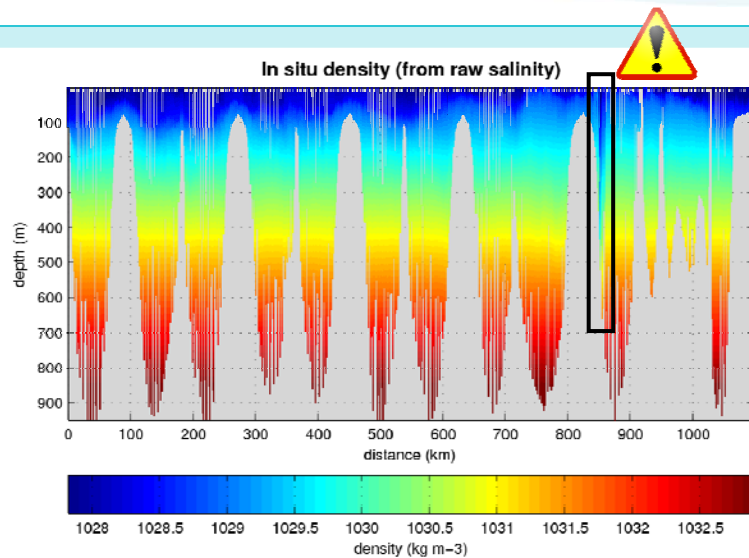 In situ density (from raw salinity)
100
200
300
400
500
600
700
800
900
depth (m)
0 100 200 300 400 500 600 700 800 900 1000
distance (km)
1028 1028.5 1029 1029.5 1030 1030.5 1031 1031.5 1032 1032.5
density (kg m-3)